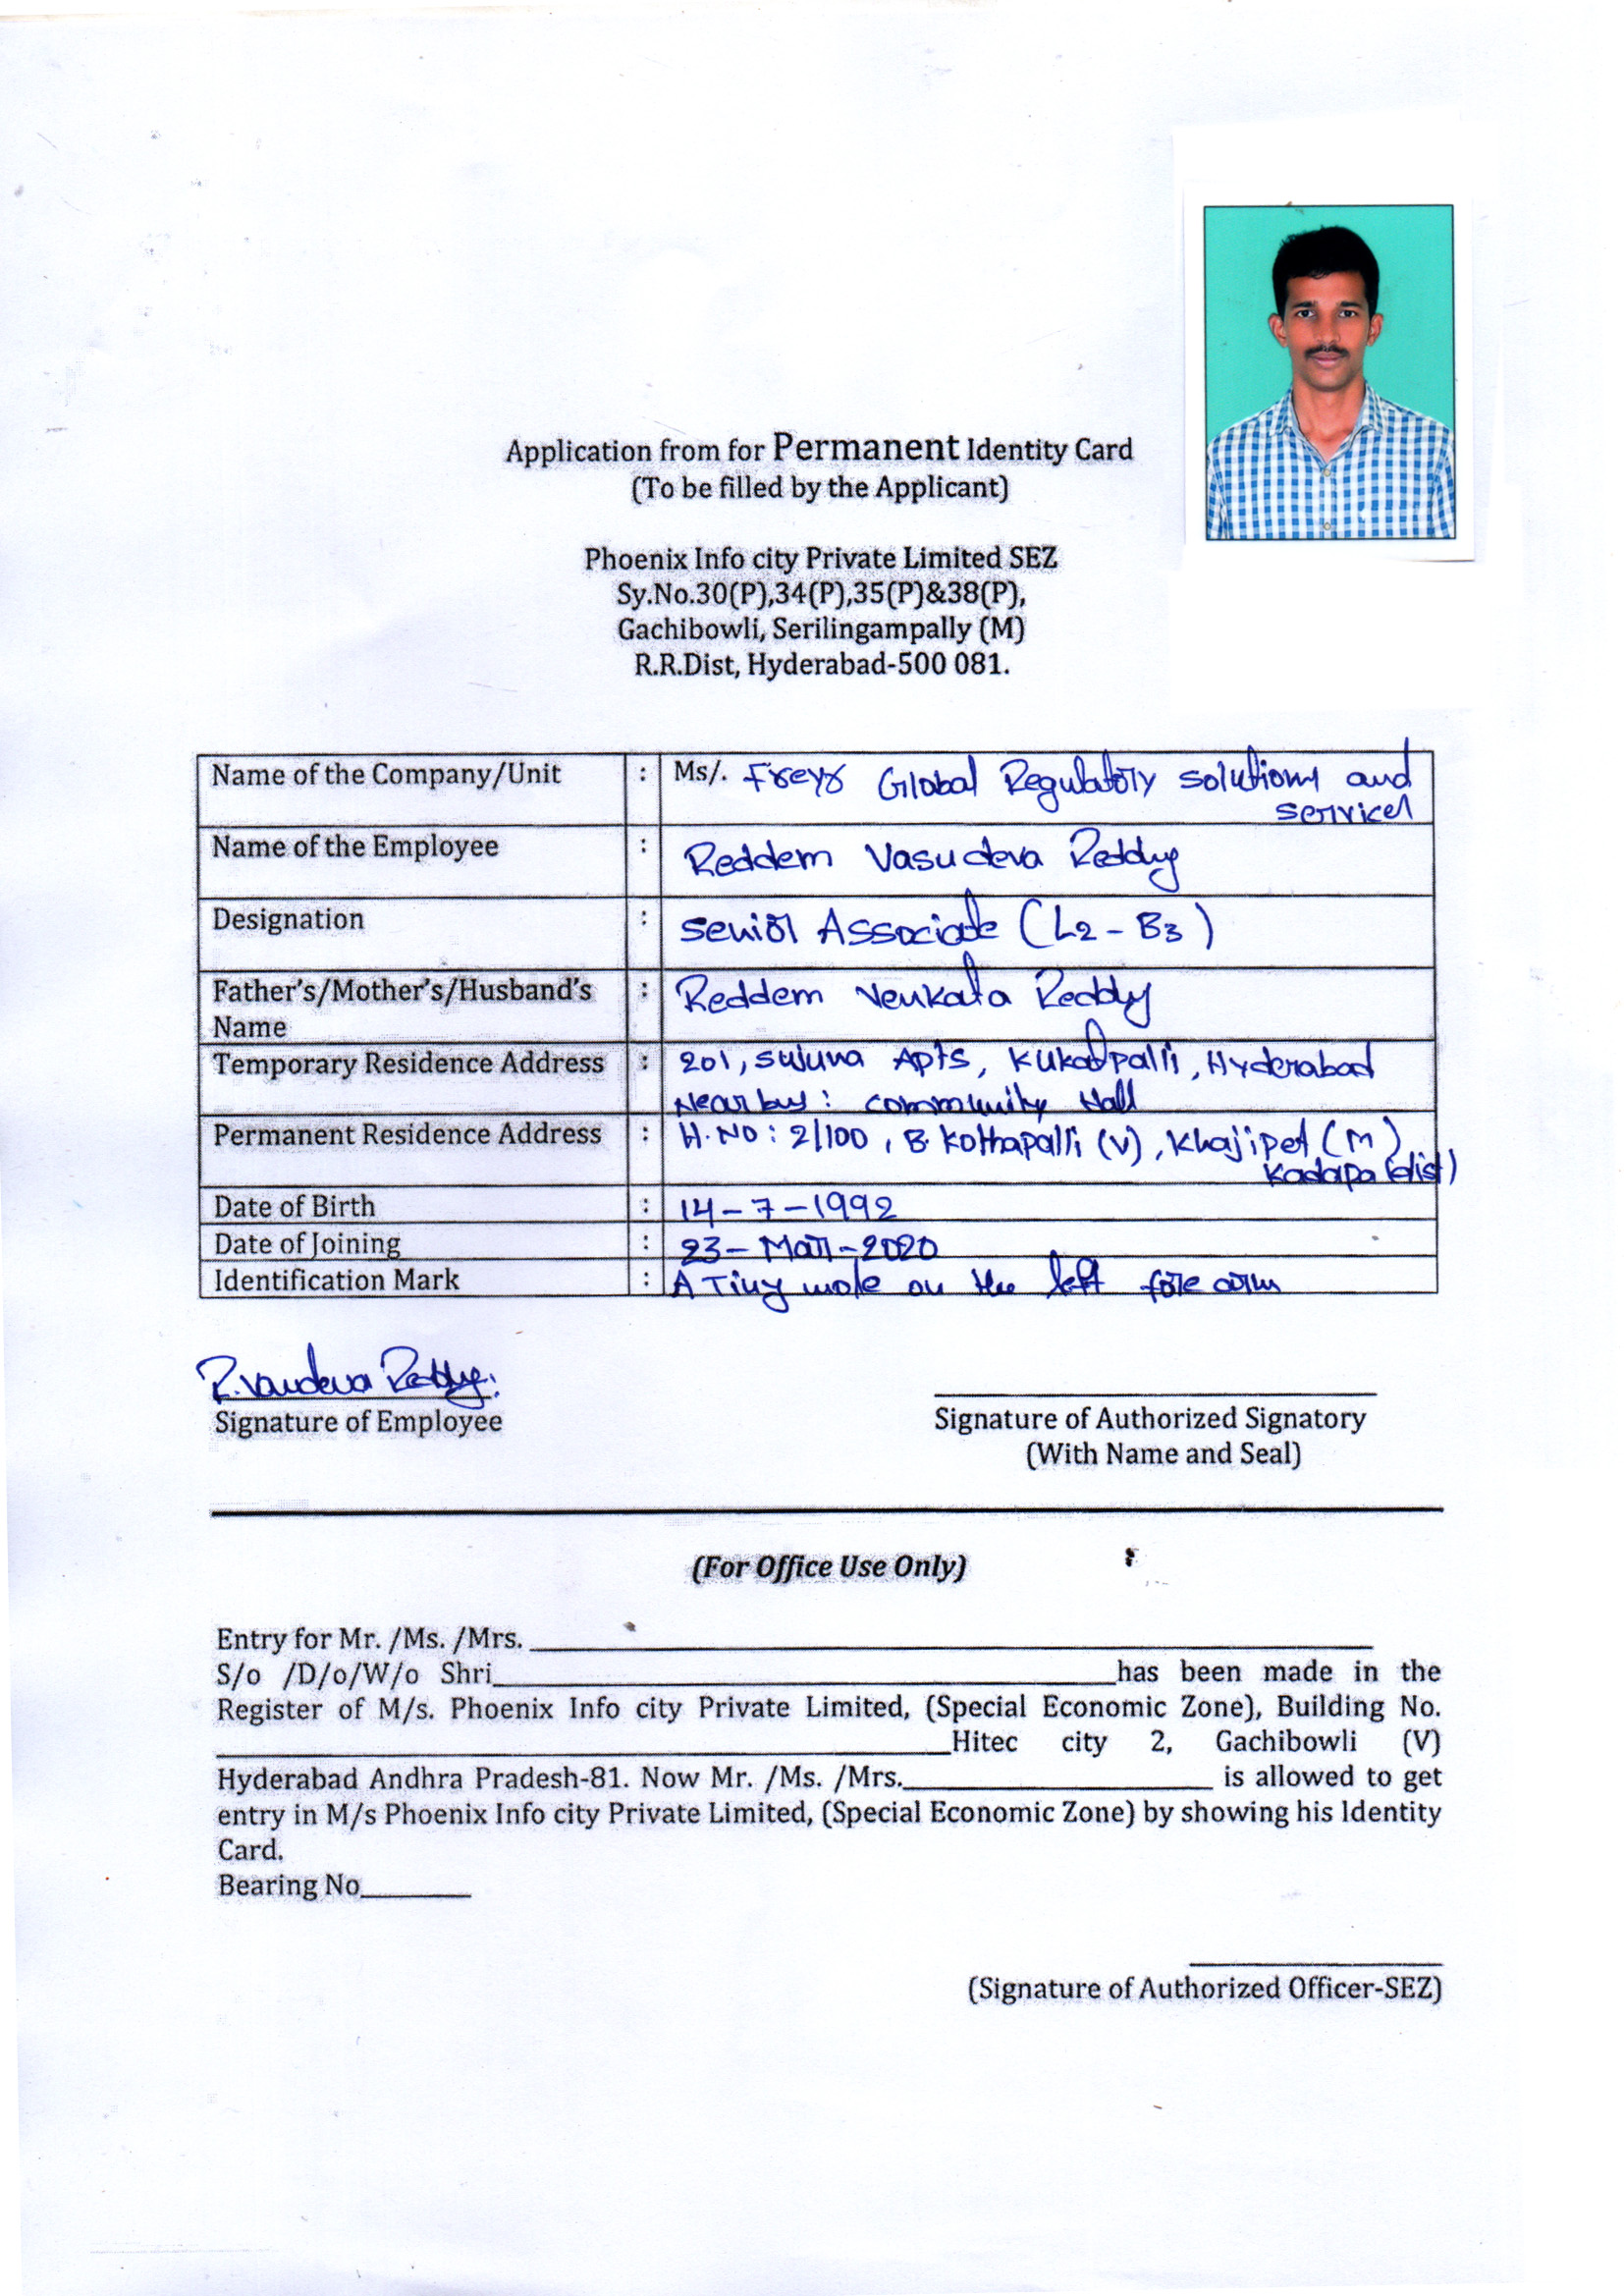 Application from for Permanent Identity Card
(To be filled by the Applicant)
Phoenix Info city Private Limited SEZ
Sy.No.30(P),34(P),35(P)&38(P),
Gachibowli, Serilingampally (M)
R.R.Dist, Hyderabad-500 081.
Name of the Company/Unit : Ms/. Freyr Global Regulatory solutions and
services
Name of the Employee : Reddem Vasudeva Reddy
Designation : Senior Associate (L2-B3)
Father's/Mother's/Husband's : Reddem Venkata Reddy
Name
Temporary Residence Address : 201, Sujuna Apts, Kukatpalli, Hyderabad
Near by: community Hall
Permanent Residence Address : H.NO: 2/100, B. Kothapalli (V), Khajipet (M)
Kadapa (dist)
Date of Birth : 14-7-1992
Date of Joining : 23-Mar-2020
Identification Mark : A Tiny mole on the left fore arm
R.Vasudeva Reddy.
Signature of Employee
Signature of Authorized Signatory
(With Name and Seal)
(For Office Use Only)
Entry for Mr. /Ms. /Mrs.
S/o /D/o/W/o Shri has been made in the
Register of M/s. Phoenix Info city Private Limited, (Special Economic Zone), Building No.
Hitec city 2, Gachibowli (V)
Hyderabad Andhra Pradesh-81. Now Mr. /Ms. /Mrs. is allowed to get
entry in M/s Phoenix Info city Private Limited, (Special Economic Zone) by showing his Identity
Card.
Bearing No
(Signature of Authorized Officer-SEZ)